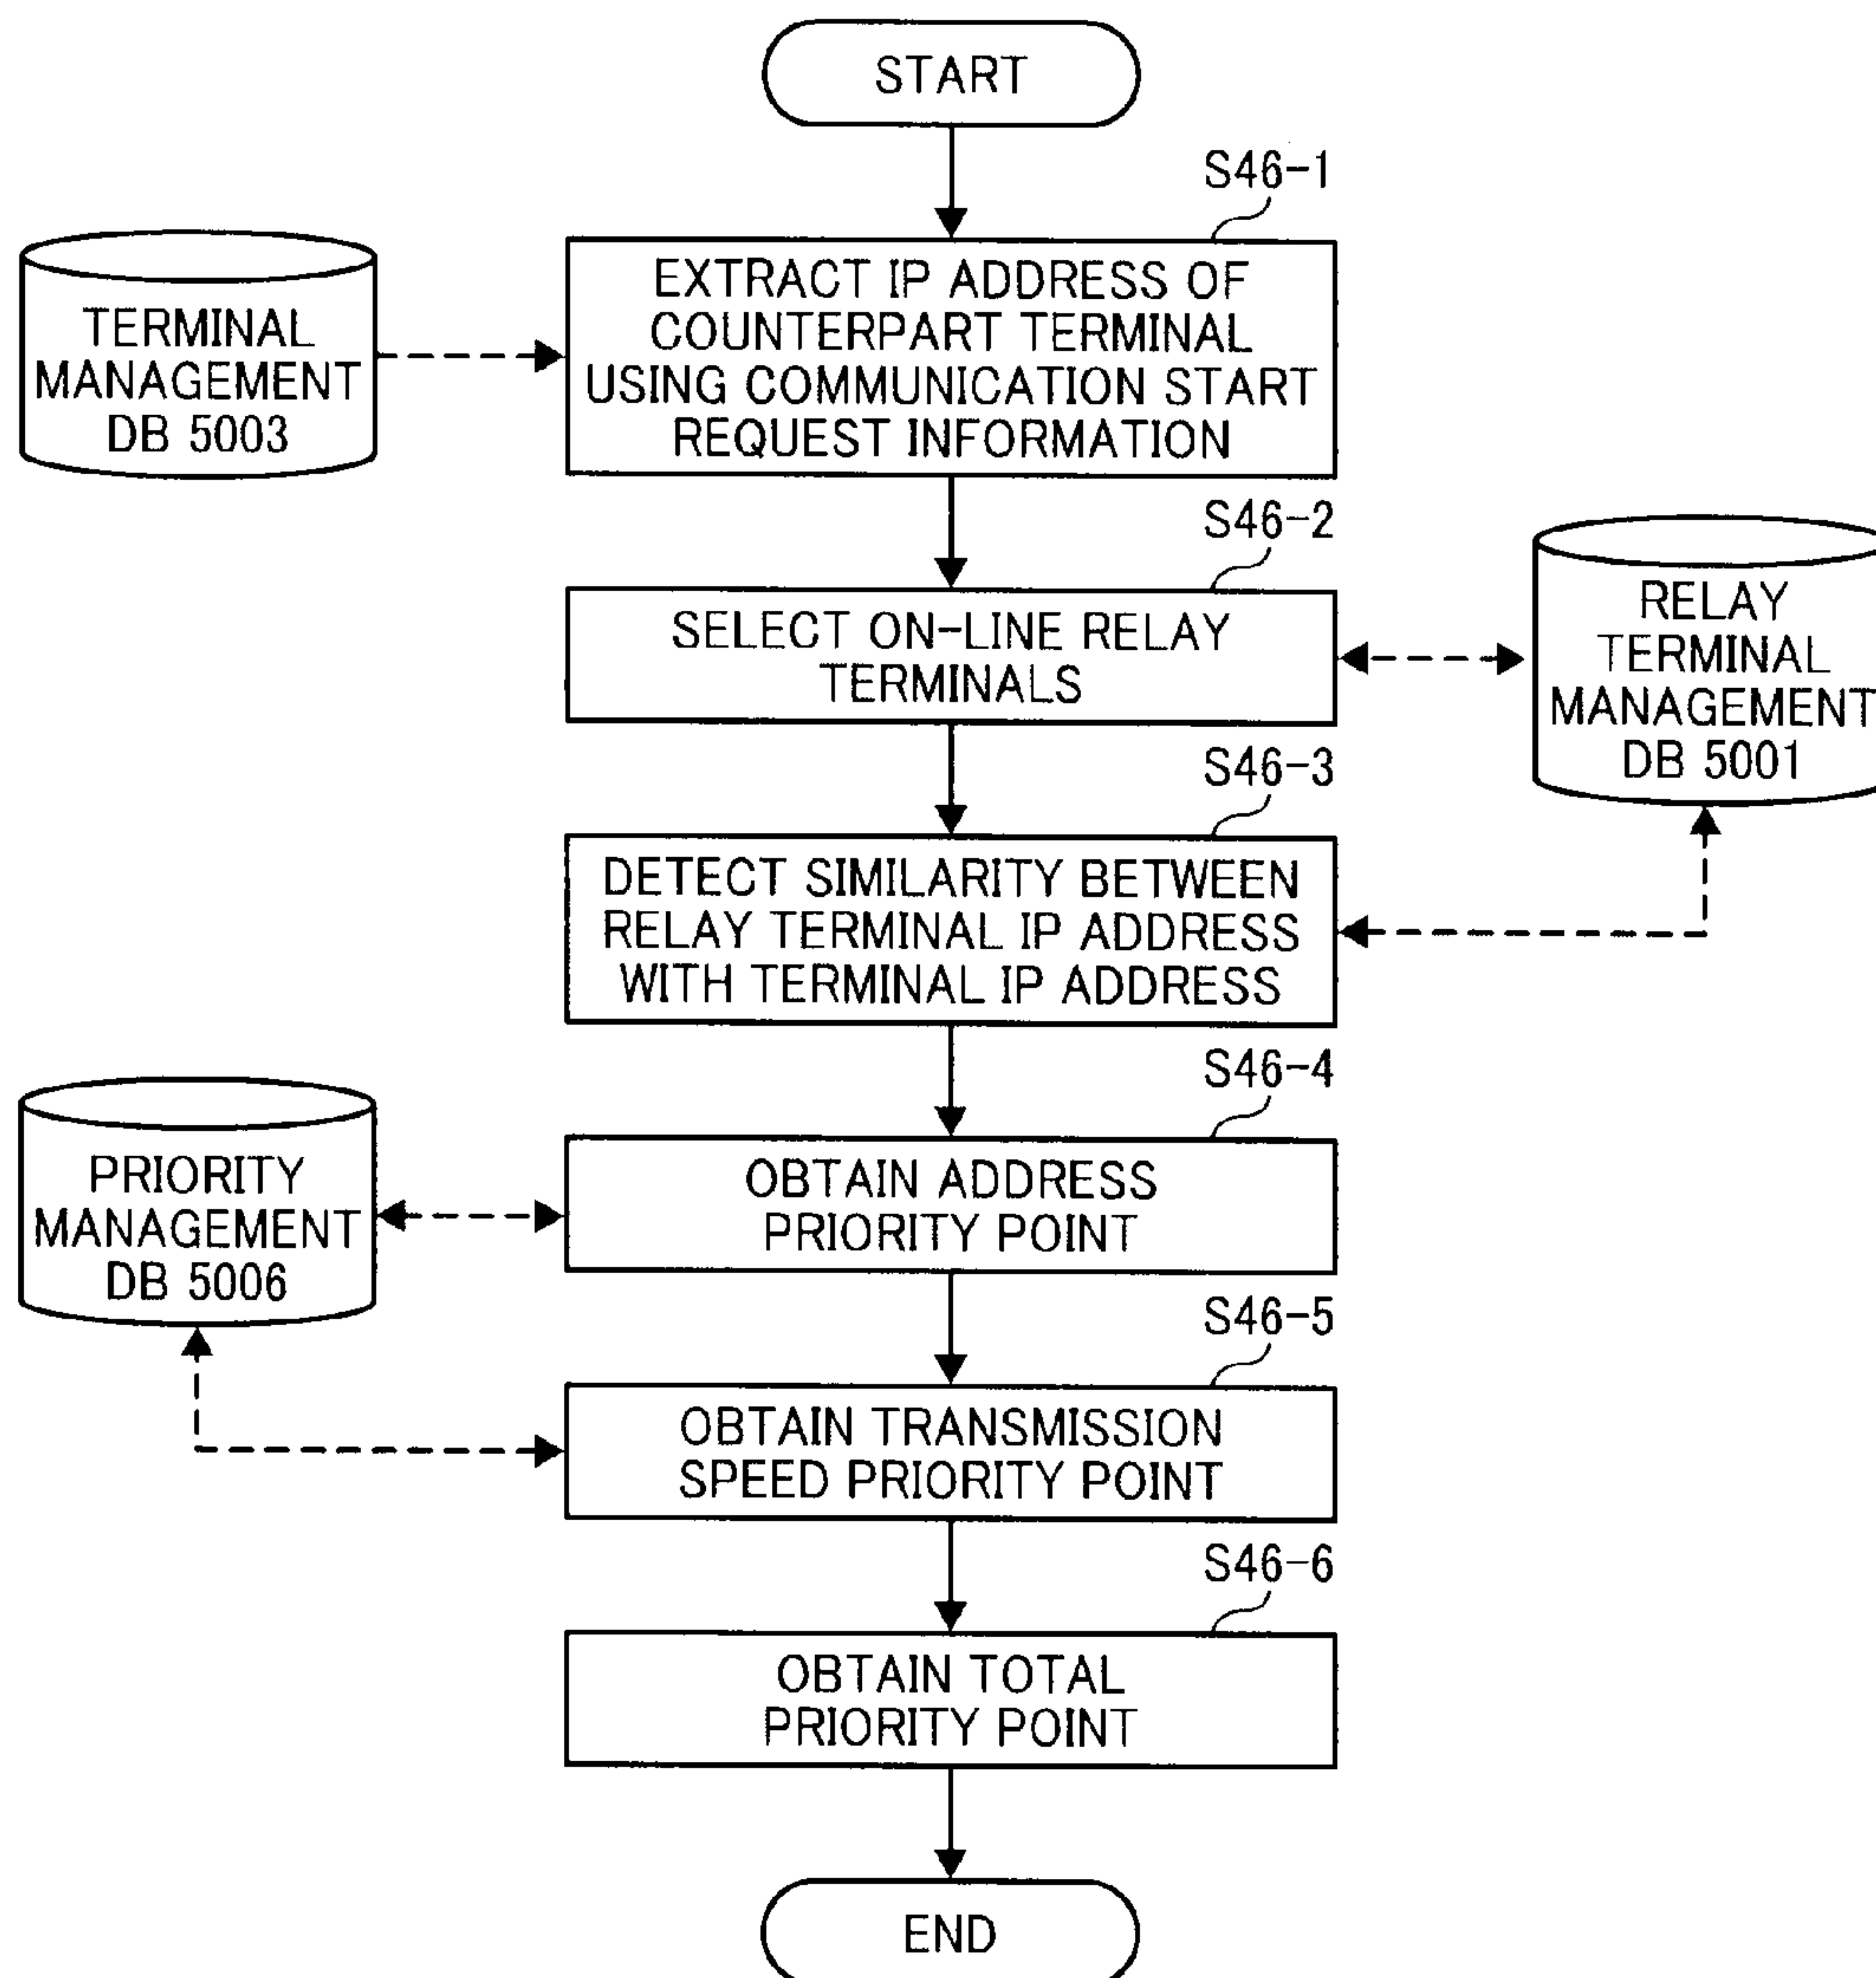 START
S46-1
TERMINAL
MANAGEMENT
DB 5003
EXTRACT IP ADDRESS OF
COUNTERPART TERMINAL
USING COMMUNICATION START
REQUEST INFORMATION
S46-2
SELECT ON-LINE RELAY
TERMINALS
RELAY
TERMINAL
MANAGEMENT
DB 5001
S46-3
DETECT SIMILARITY BETWEEN
RELAY TERMINAL IP ADDRESS
WITH TERMINAL IP ADDRESS
S46-4
PRIORITY
MANAGEMENT
DB 5006
OBTAIN ADDRESS
PRIORITY POINT
S46-5
OBTAIN TRANSMISSION
SPEED PRIORITY POINT
S46-6
OBTAIN TOTAL
PRIORITY POINT
END